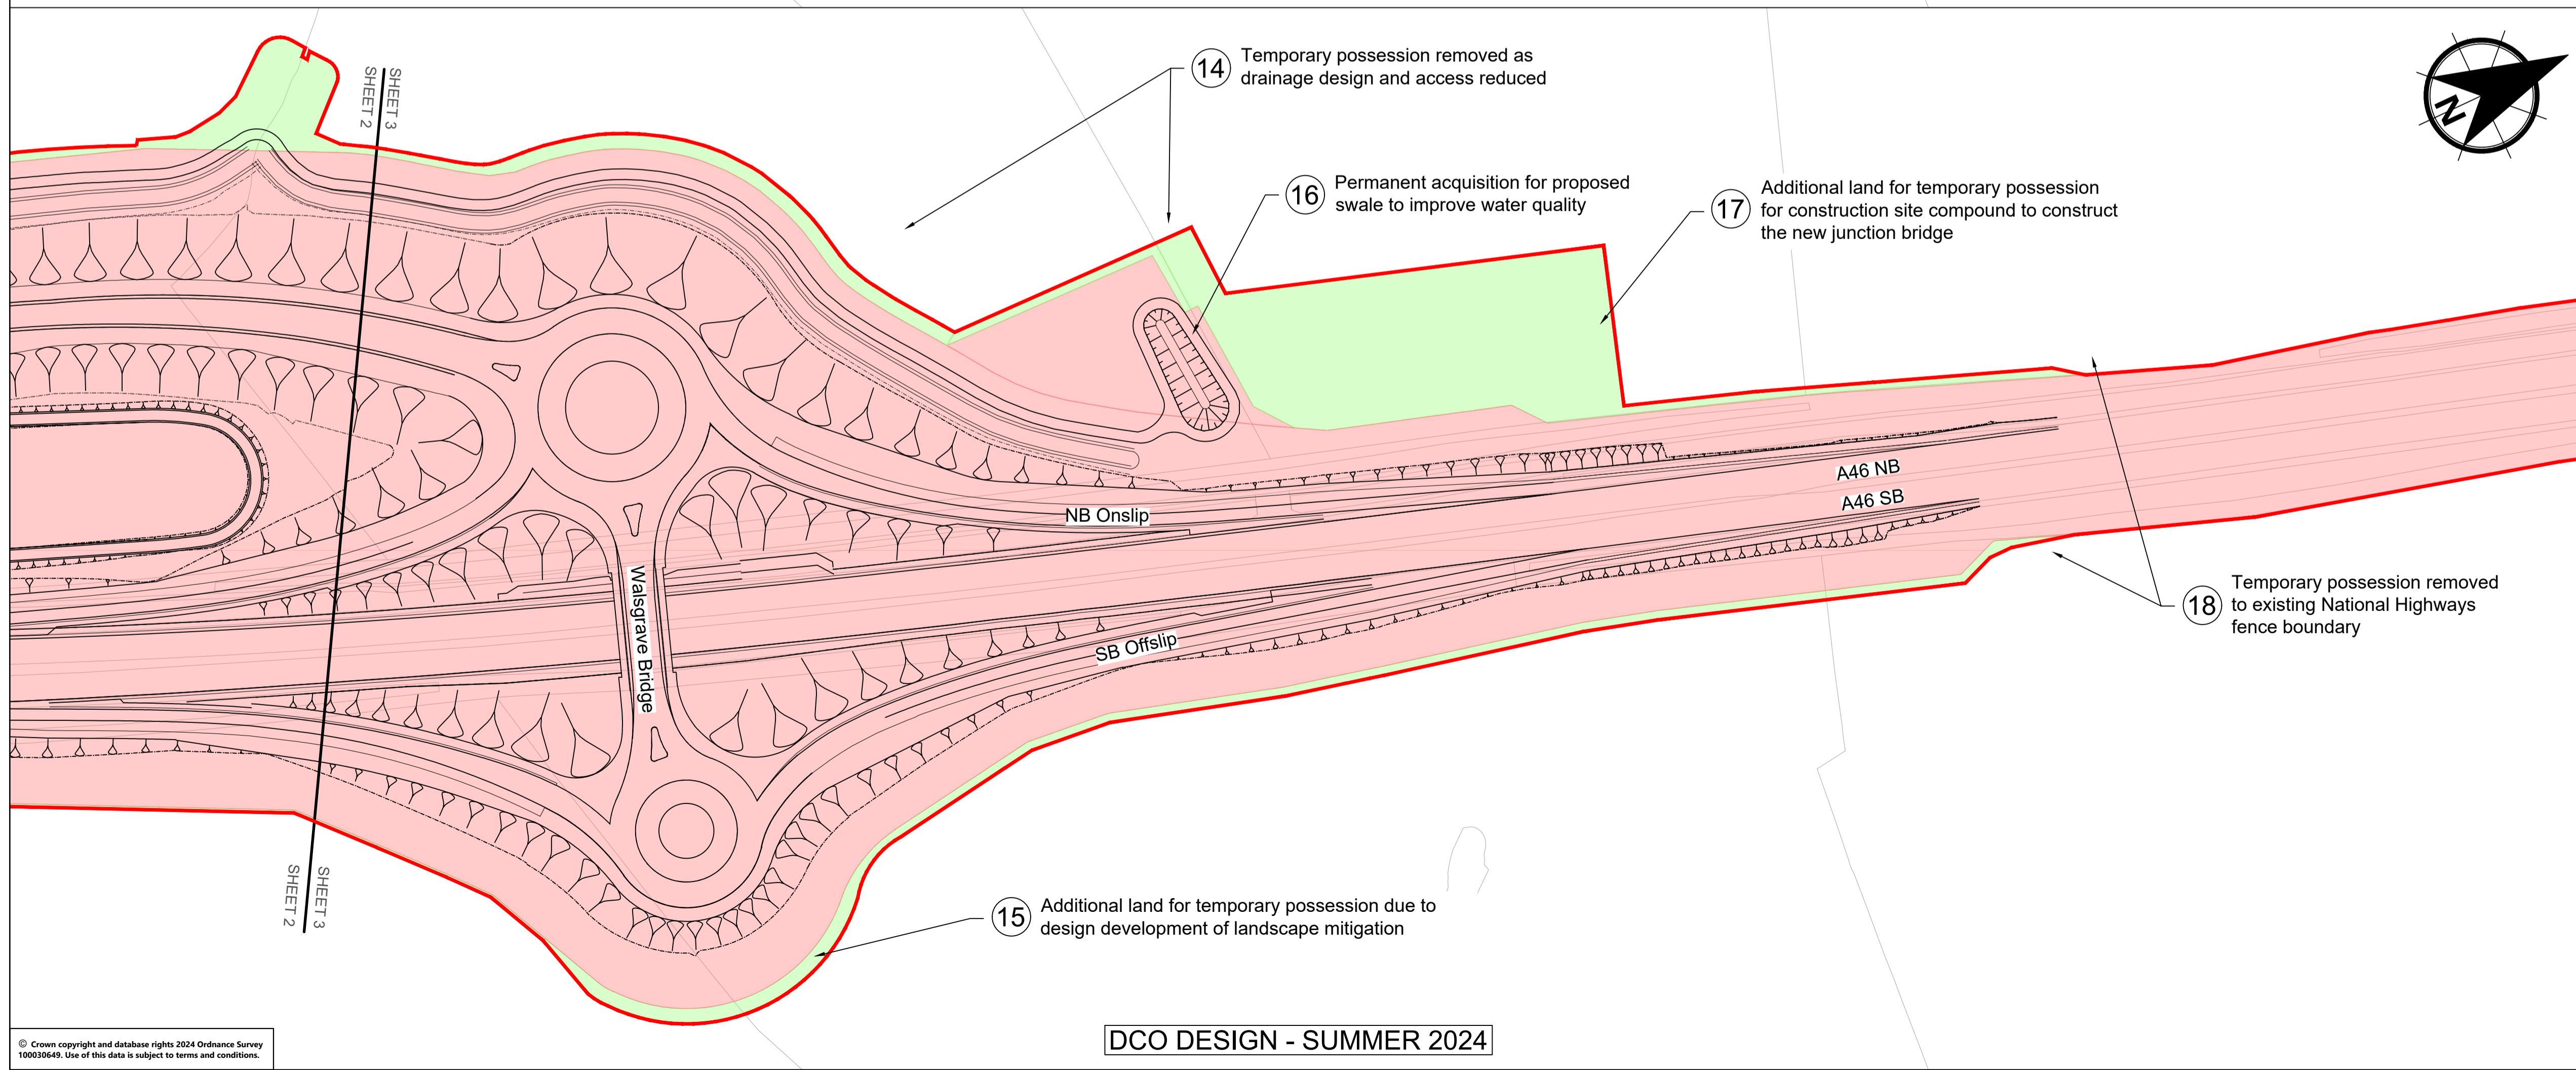 SHEET 2
SHEET 3
14
Temporary possession removed as
drainage design and access reduced
16
Permanent acquisition for proposed
swale to improve water quality
17
Additional land for temporary possession
for construction site compound to construct
the new junction bridge
N
A46 NB
A46 SB
NB Onslip
Walsgrave Bridge
SB Offslip
18
Temporary possession removed
to existing National Highways
fence boundary
15
Additional land for temporary possession due to
design development of landscape mitigation
SHEET 2
SHEET 3
DCO DESIGN - SUMMER 2024
© Crown copyright and database rights 2024 Ordnance Survey
100030649. Use of this data is subject to terms and conditions.